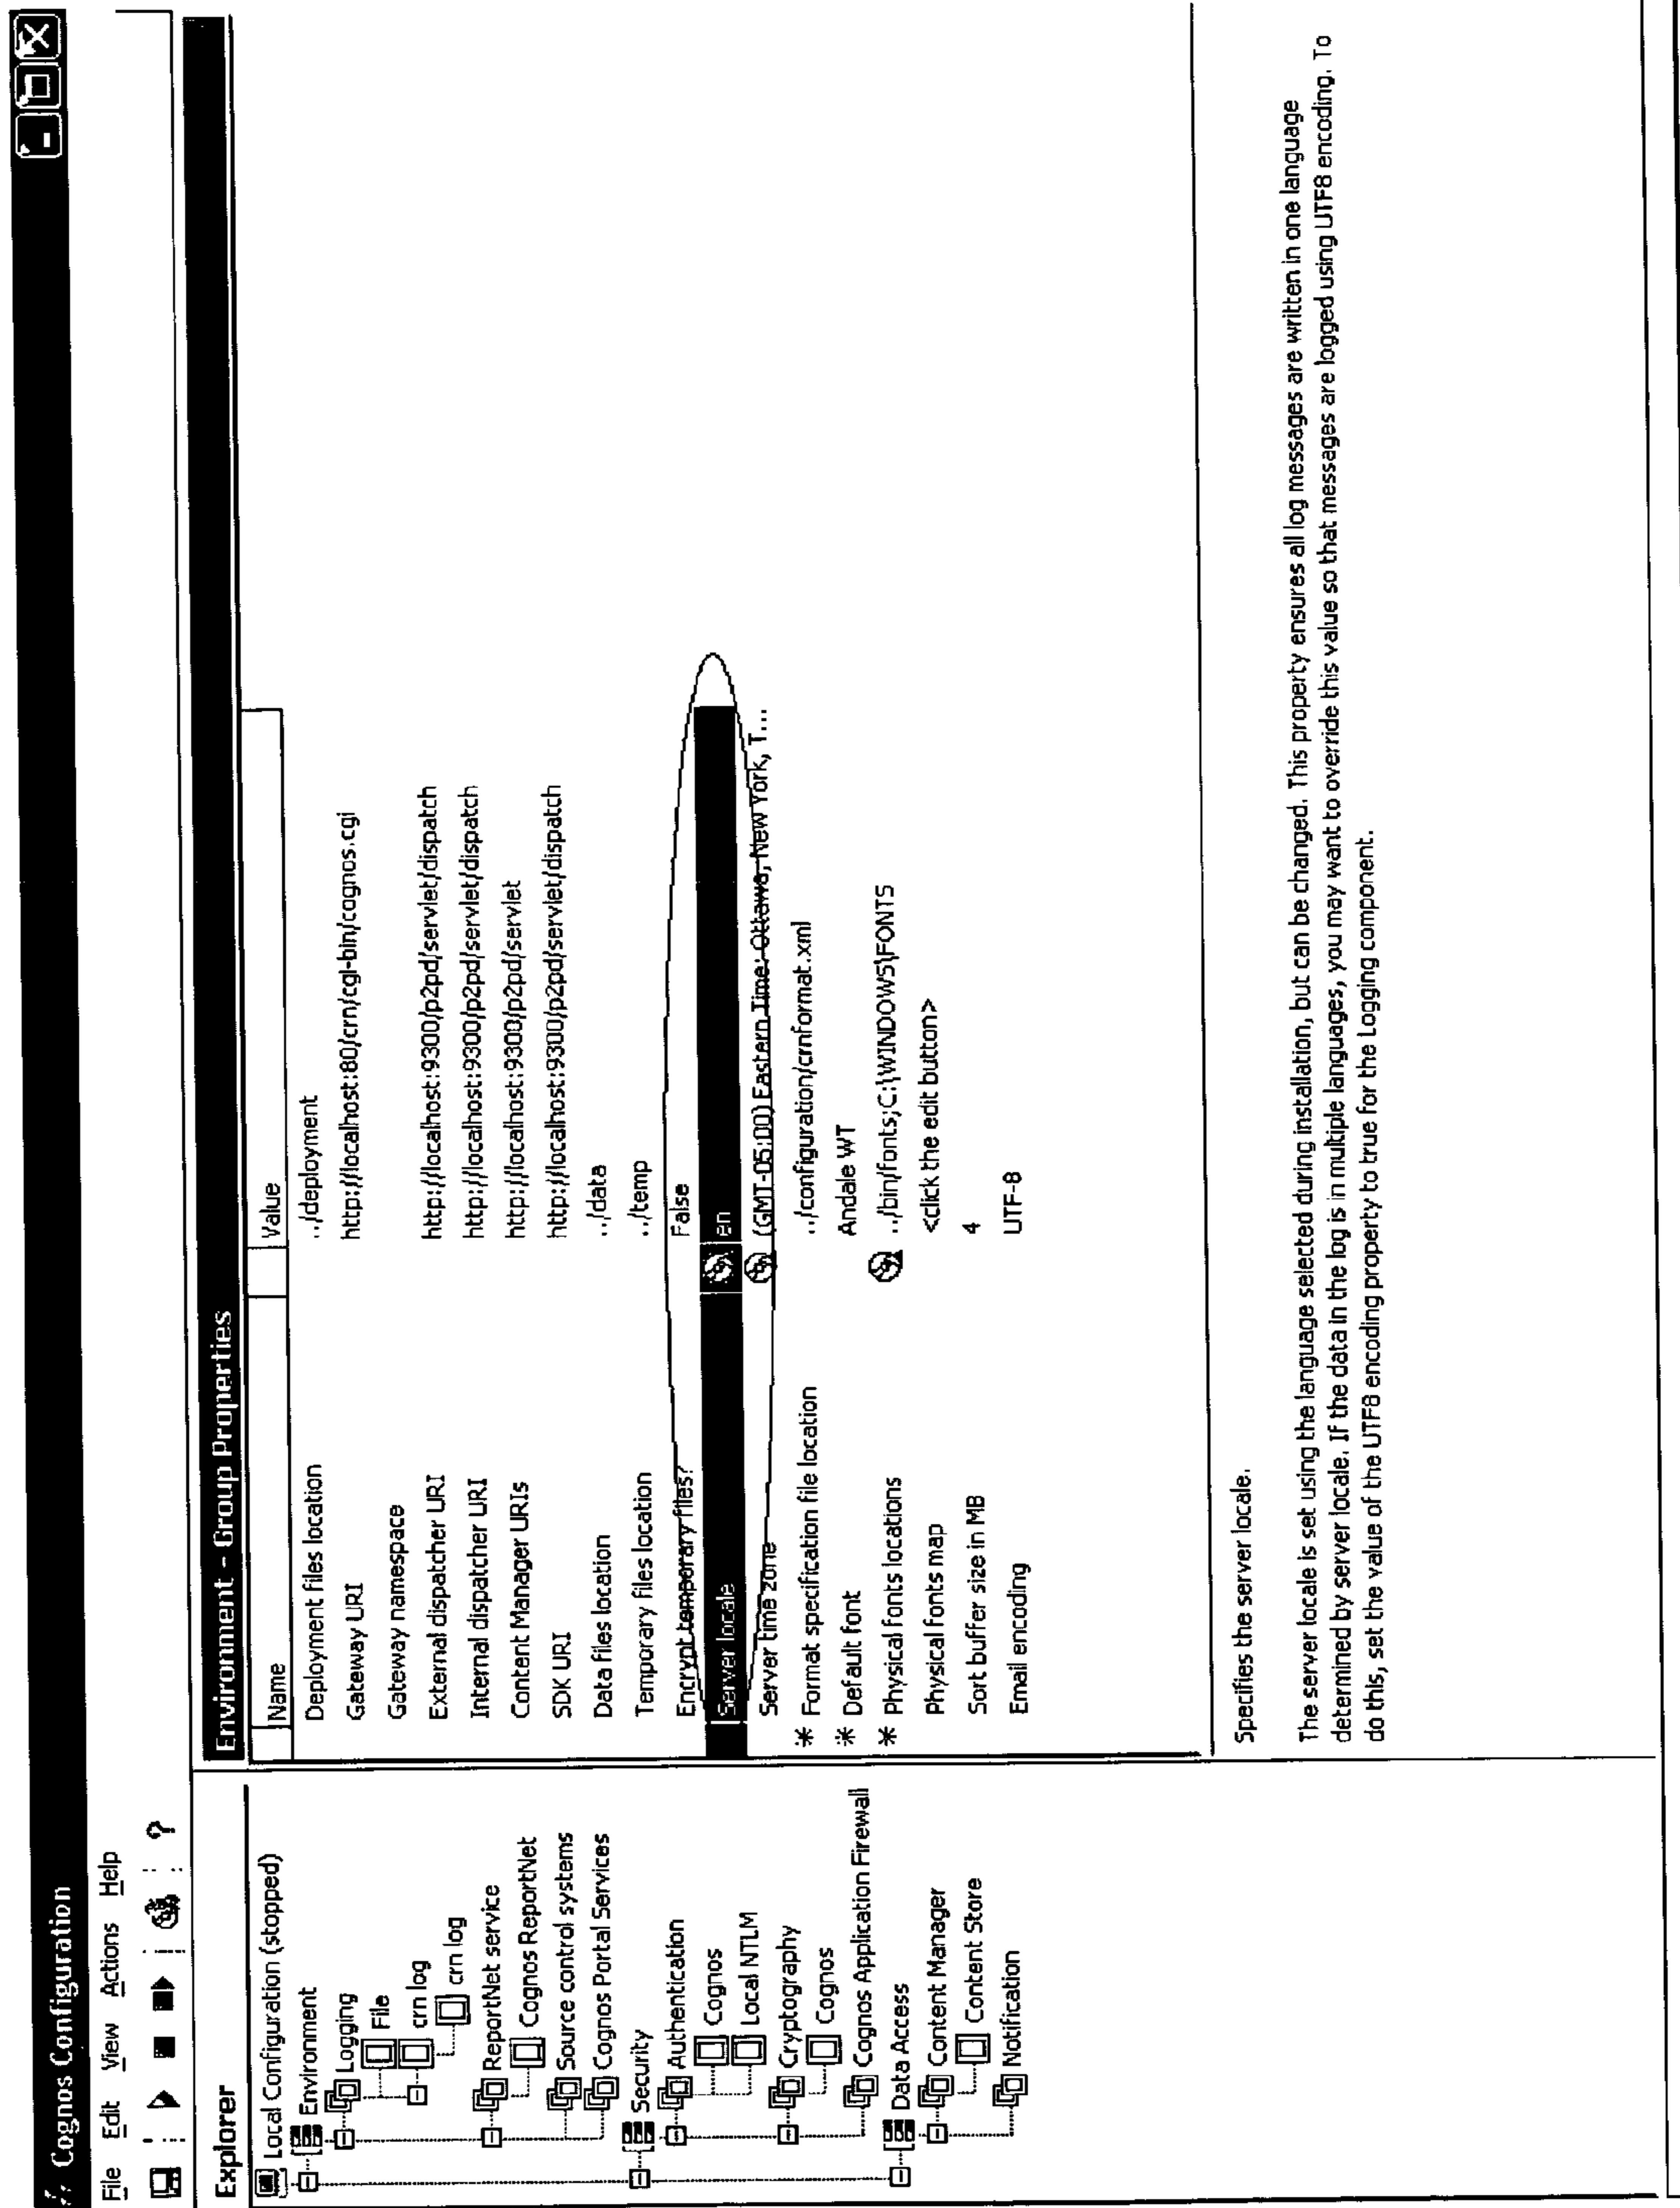 Cognos Configuration
File Edit View Actions Help
?
Explorer
Local Configuration (stopped)
Environment
Logging
File
crn log
crn log
ReportNet service
Cognos ReportNet
Source control systems
Cognos Portal Services
Security
Authentication
Cognos
Local NTLM
Cryptography
Cognos
Cognos Application Firewall
Data Access
Content Manager
Content Store
Notification
Environment - Group Properties
Name Value
Deployment files location ../deployment
Gateway URI http://localhost:80/crn/cgi-bin/cognos.cgi
Gateway namespace
External dispatcher URI http://localhost:9300/p2pd/servlet/dispatch
Internal dispatcher URI http://localhost:9300/p2pd/servlet/dispatch
Content Manager URIs http://localhost:9300/p2pd/servlet
SDK URI http://localhost:9300/p2pd/servlet/dispatch
Data files location ../data
Temporary files location ../temp
Encrypt temporary files? False
Server locale en
Server time zone (GMT-05:00) Eastern Time: Ottawa, New York, T...
* Format specification file location ../configuration/crnformat.xml
* Default font Andale WT
* Physical fonts locations ../bin/fonts;C:\WINDOWS\FONTS
Physical fonts map <click the edit button>
Sort buffer size in MB 4
Email encoding UTF-8
Specifies the server locale.
The server locale is set using the language selected during installation, but can be changed. This property ensures all log messages are written in one language
determined by server locale. If the data in the log is in multiple languages, you may want to override this value so that messages are logged using UTF8 encoding. To
do this, set the value of the UTF8 encoding property to true for the Logging component.